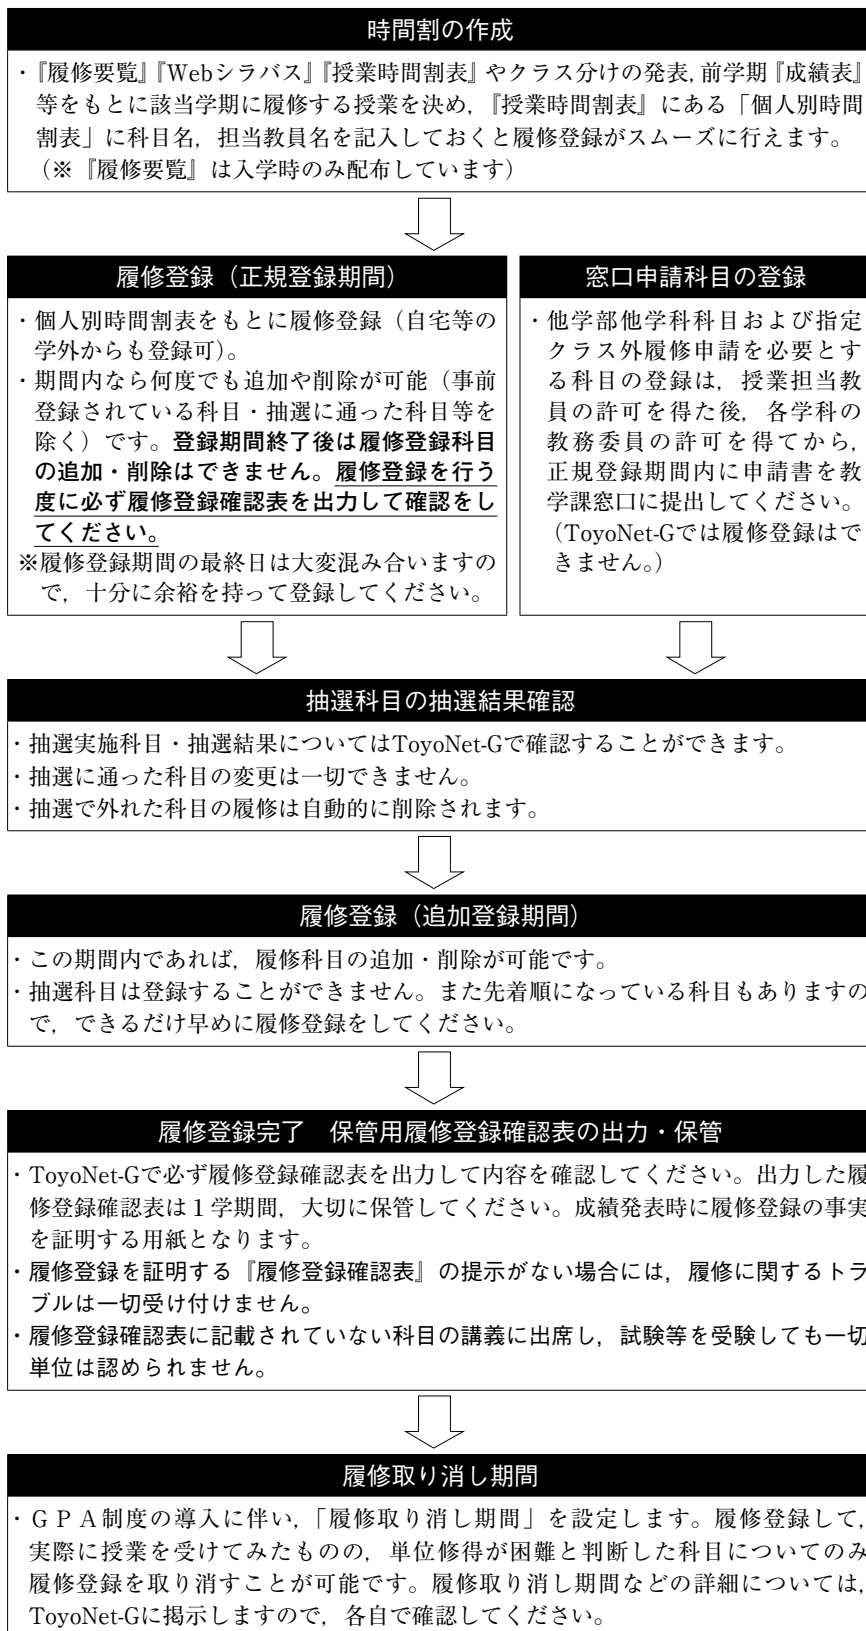 時間割の作成
・『履修要覧』『Webシラバス』『授業時間割表』やクラス分けの発表，前学期『成績表』
等をもとに該当学期に履修する授業を決め，『授業時間割表』にある「個人別時間
割表」に科目名，担当教員名を記入しておくと履修登録がスムーズに行えます。
（※『履修要覧』は入学時のみ配布しています）
履修登録（正規登録期間）
・個人別時間割表をもとに履修登録（自宅等の
学外からも登録可）。
・期間内なら何度でも追加や削除が可能（事前
登録されている科目・抽選に通った科目等を
除く）です。登録期間終了後は履修登録科目
の追加・削除はできません。履修登録を行う
度に必ず履修登録確認表を出力して確認をし
てください。
※履修登録期間の最終日は大変混み合いますの
で，十分に余裕を持って登録してください。
窓口申請科目の登録
・他学部他学科科目および指定
クラス外履修申請を必要とす
る科目の登録は，授業担当教
員の許可を得た後，各学科の
教務委員の許可を得てから，
正規登録期間内に申請書を教
学課窓口に提出してください。
（ToyoNet-Gでは履修登録はで
きません。）
抽選科目の抽選結果確認
・抽選実施科目・抽選結果についてはToyoNet-Gで確認することができます。
・抽選に通った科目の変更は一切できません。
・抽選で外れた科目の履修は自動的に削除されます。
履修登録（追加登録期間）
・この期間内であれば，履修科目の追加・削除が可能です。
・抽選科目は登録することができません。また先着順になっている科目もありますの
で，できるだけ早めに履修登録をしてください。
履修登録完了　保管用履修登録確認表の出力・保管
・ToyoNet-Gで必ず履修登録確認表を出力して内容を確認してください。出力した履
修登録確認表は１学期間，大切に保管してください。成績発表時に履修登録の事実
を証明する用紙となります。
・履修登録を証明する『履修登録確認表』の提示がない場合には，履修に関するトラ
ブルは一切受け付けません。
・履修登録確認表に記載されていない科目の講義に出席し，試験等を受験しても一切
単位は認められません。
履修取り消し期間
・ＧＰＡ制度の導入に伴い，「履修取り消し期間」を設定します。履修登録して，
実際に授業を受けてみたものの，単位修得が困難と判断した科目についてのみ
履修登録を取り消すことが可能です。履修取り消し期間などの詳細については，
ToyoNet-Gに掲示しますので，各自で確認してください。